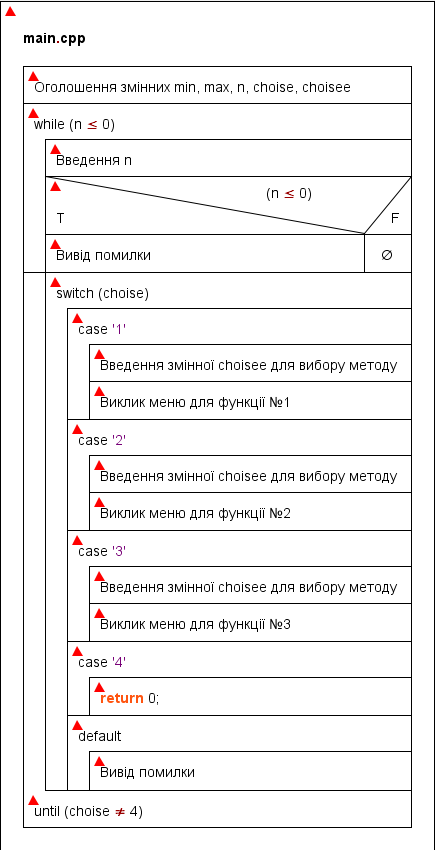 main.cpp
Оголошення змінних min, max, n, choise, choisee
while (n ≤ 0)
Введення n
(n ≤ 0)
T F
Вивід помилки ∅
switch (choise)
case '1'
Введення змінної choisee для вибору методу
Виклик меню для функції №1
case '2'
Введення змінної choisee для вибору методу
Виклик меню для функції №2
case '3'
Введення змінної choisee для вибору методу
Виклик меню для функції №3
case '4'
return 0;
default
Вивід помилки
until (choise ≠ 4)